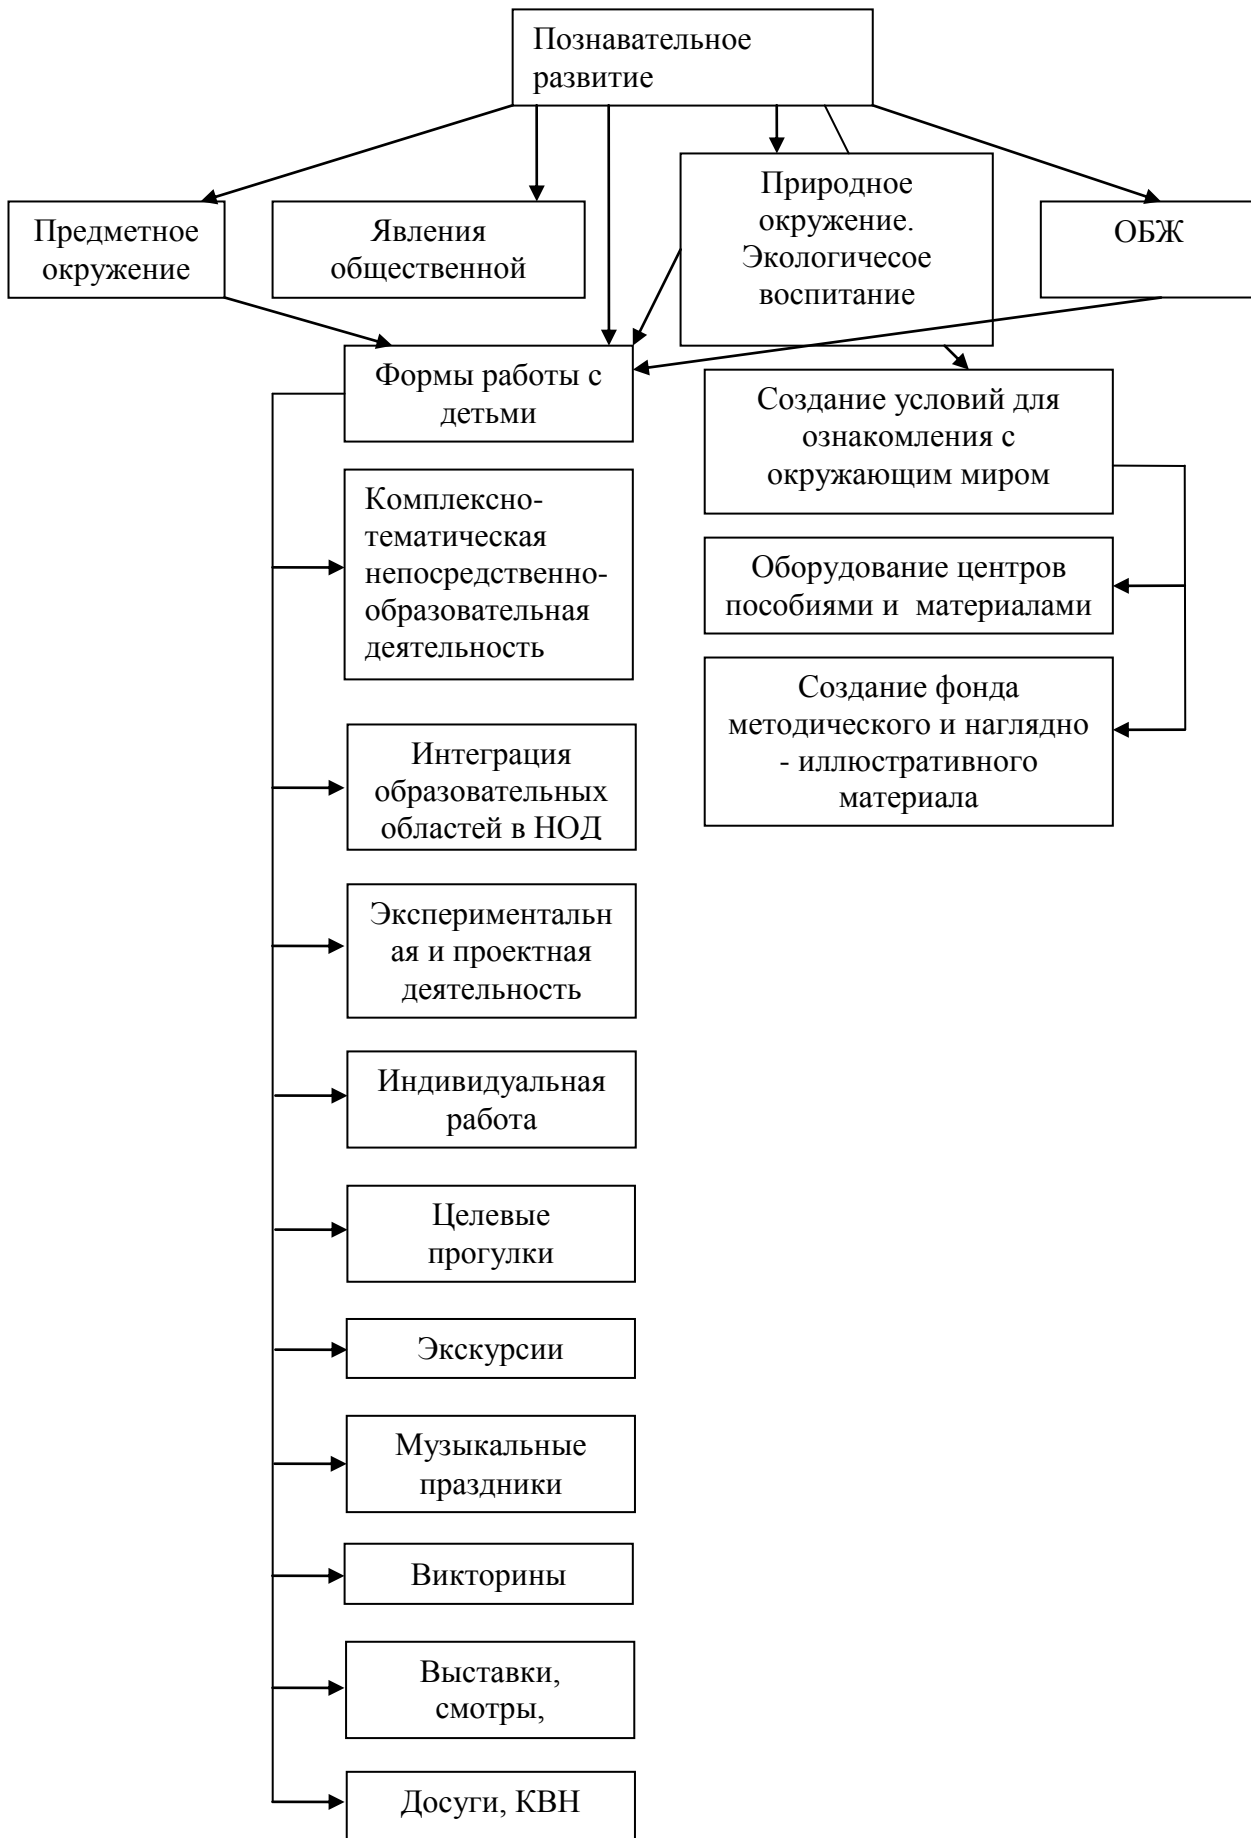 Познавательное
развитие
Предметное
окружение
Явления
общественной
Природное
окружение.
Экологичесое
воспитание
ОБЖ
Формы работы с
детьми
Создание условий для
ознакомления с
окружающим миром
Комплексно-
тематическая
непосредственно-
образовательная
деятельность
Оборудование центров
пособиями и материалами
Создание фонда
методического и наглядно
- иллюстративного
материала
Интеграция
образовательных
областей в НОД
Экспериментальн
ая и проектная
деятельность
Индивидуальная
работа
Целевые
прогулки
Экскурсии
Музыкальные
праздники
Викторины
Выставки,
смотры,
Досуги, КВН